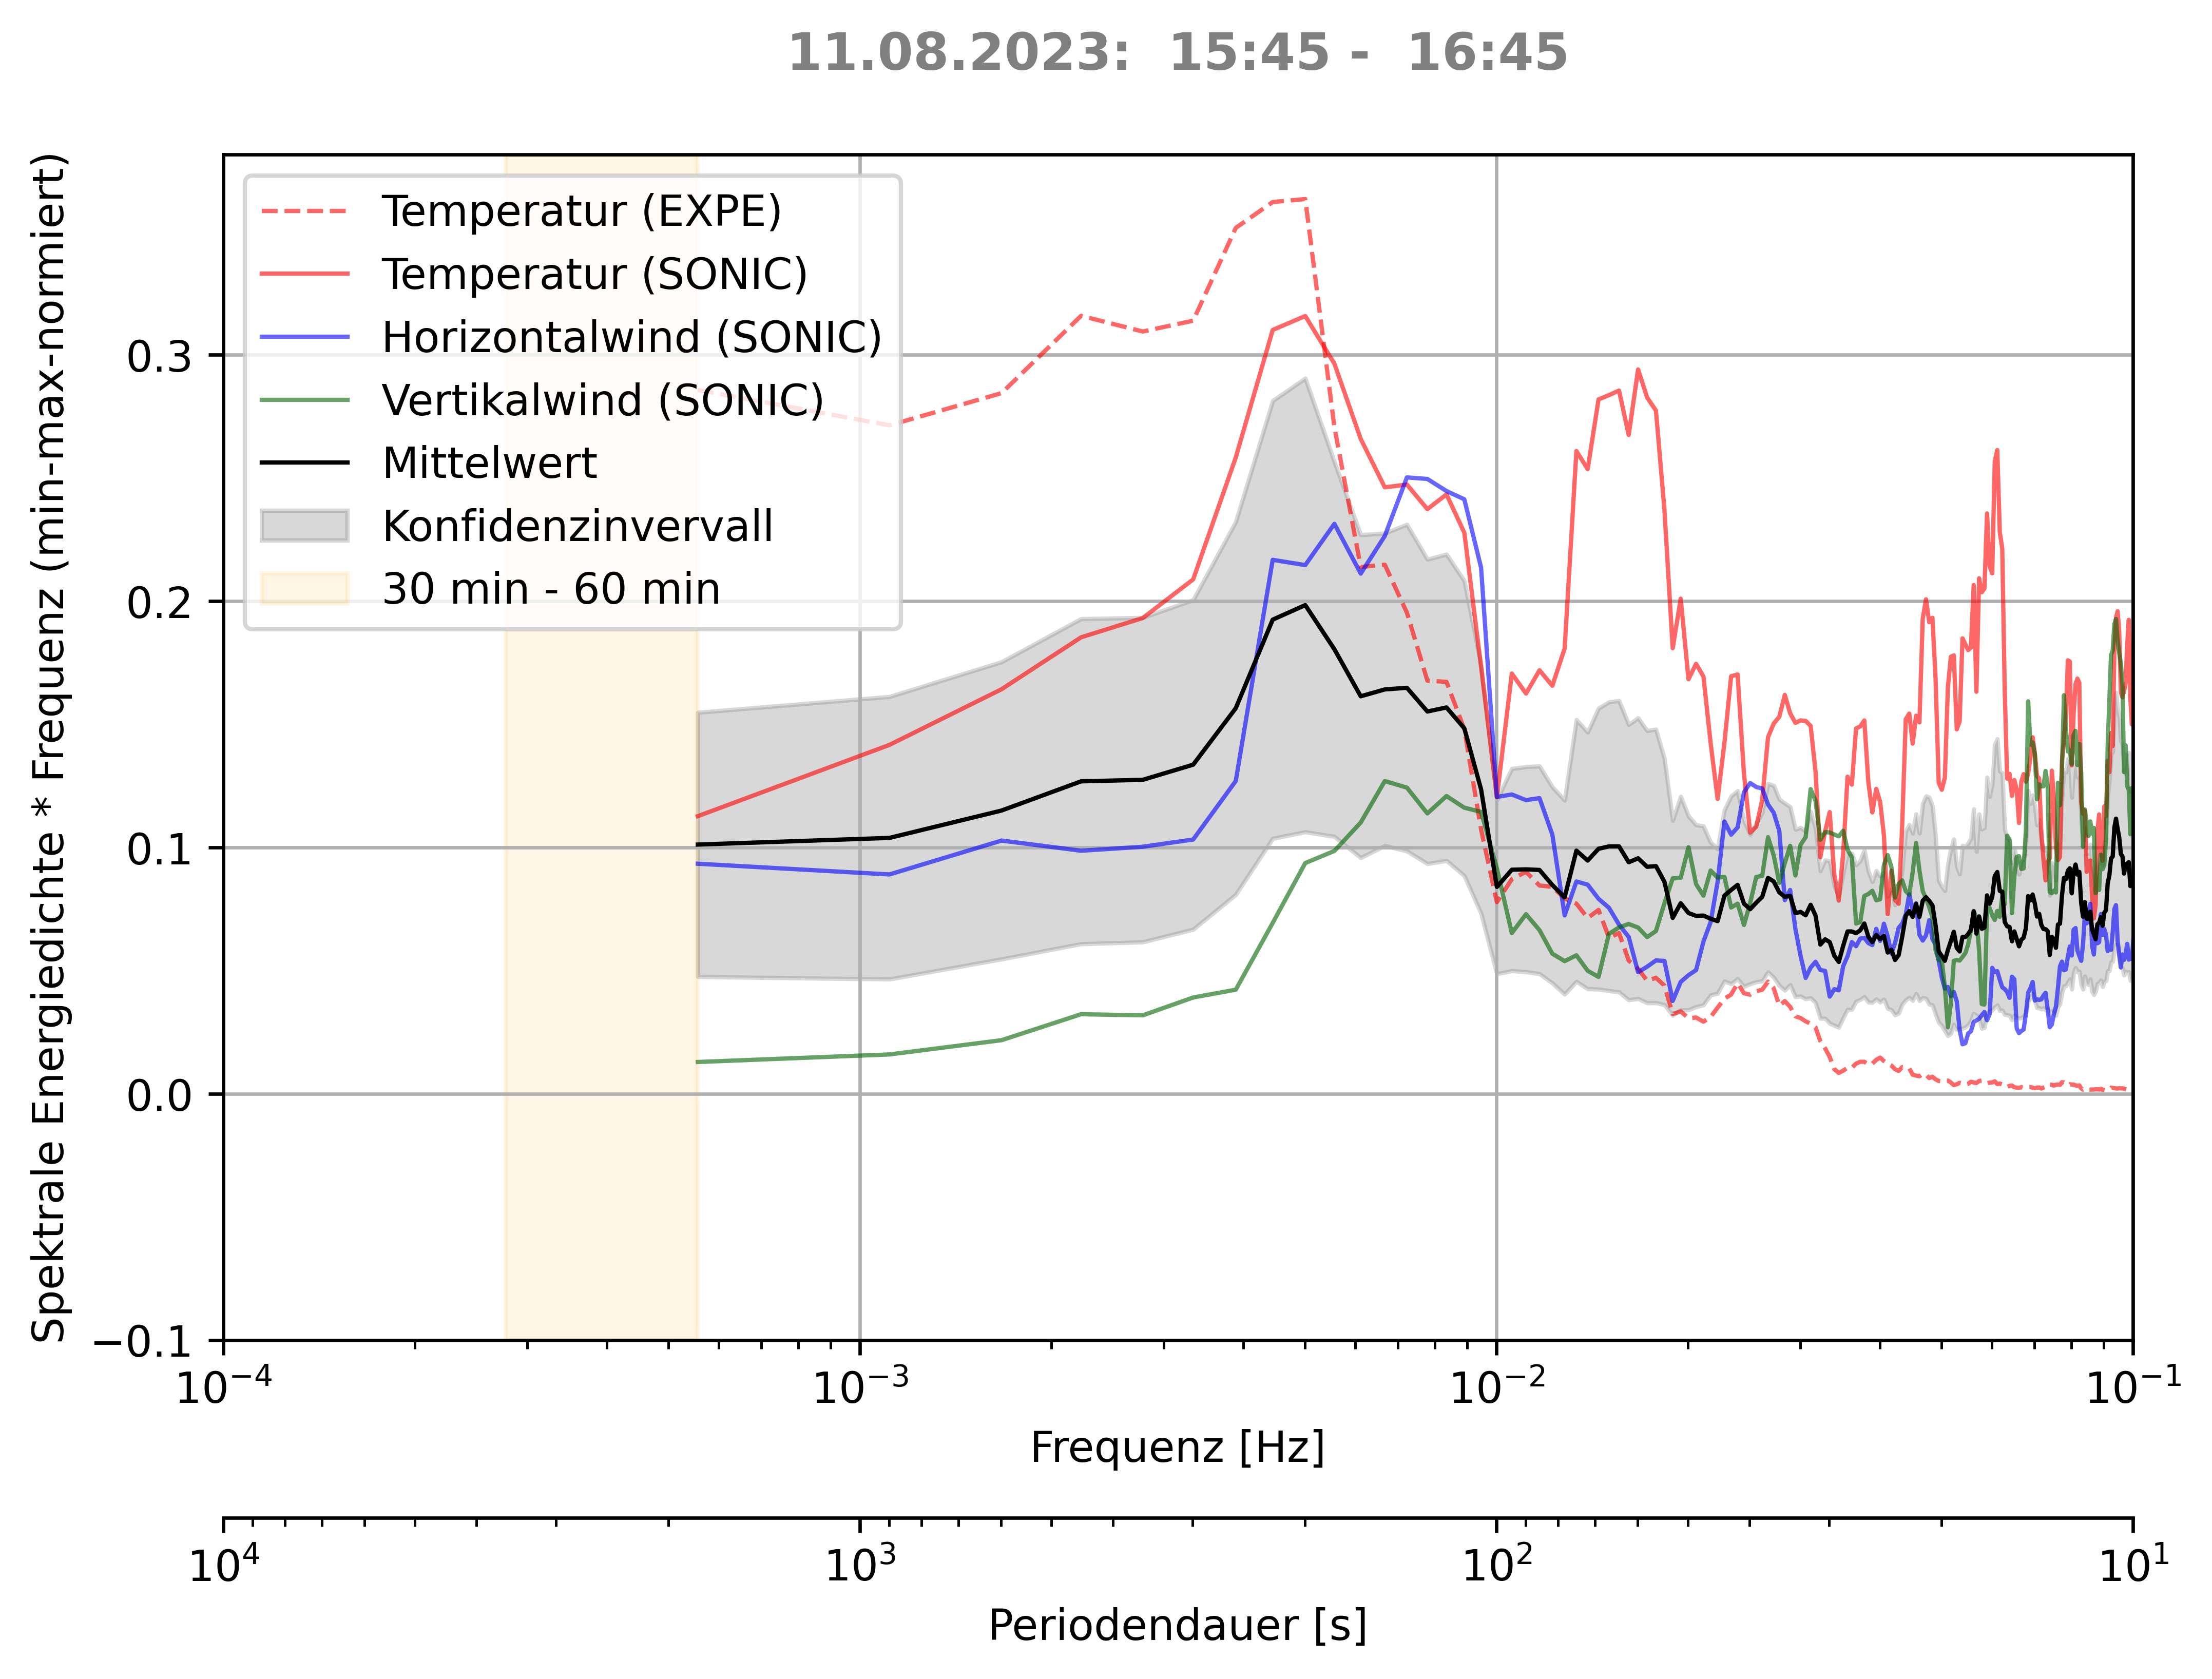 11.08.2023: 15:45 - 16:45
Spektrale Energiedichte * Frequenz (min-max-normiert)
Temperatur (EXPE)
Temperatur (SONIC)
Horizontalwind (SONIC)
Vertikalwind (SONIC)
Mittelwert
Konfidenzinvervall
30 min - 60 min
0.3
0.2
0.1
0.0
−0.1
10⁻⁴ 10⁻³ 10⁻² 10⁻¹
Frequenz [Hz]
10⁴ 10³ 10² 10¹
Periodendauer [s]